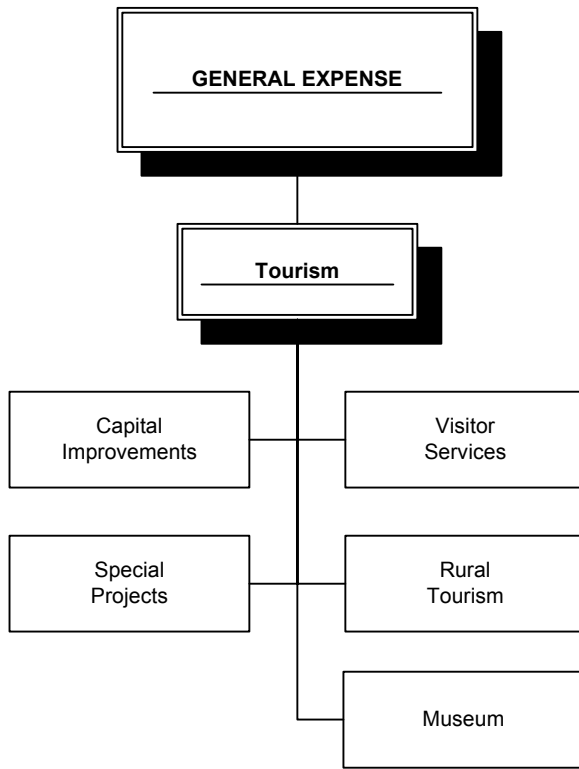 GENERAL EXPENSE
Tourism
Capital
Improvements
Visitor
Services
Special
Projects
Rural
Tourism
Museum